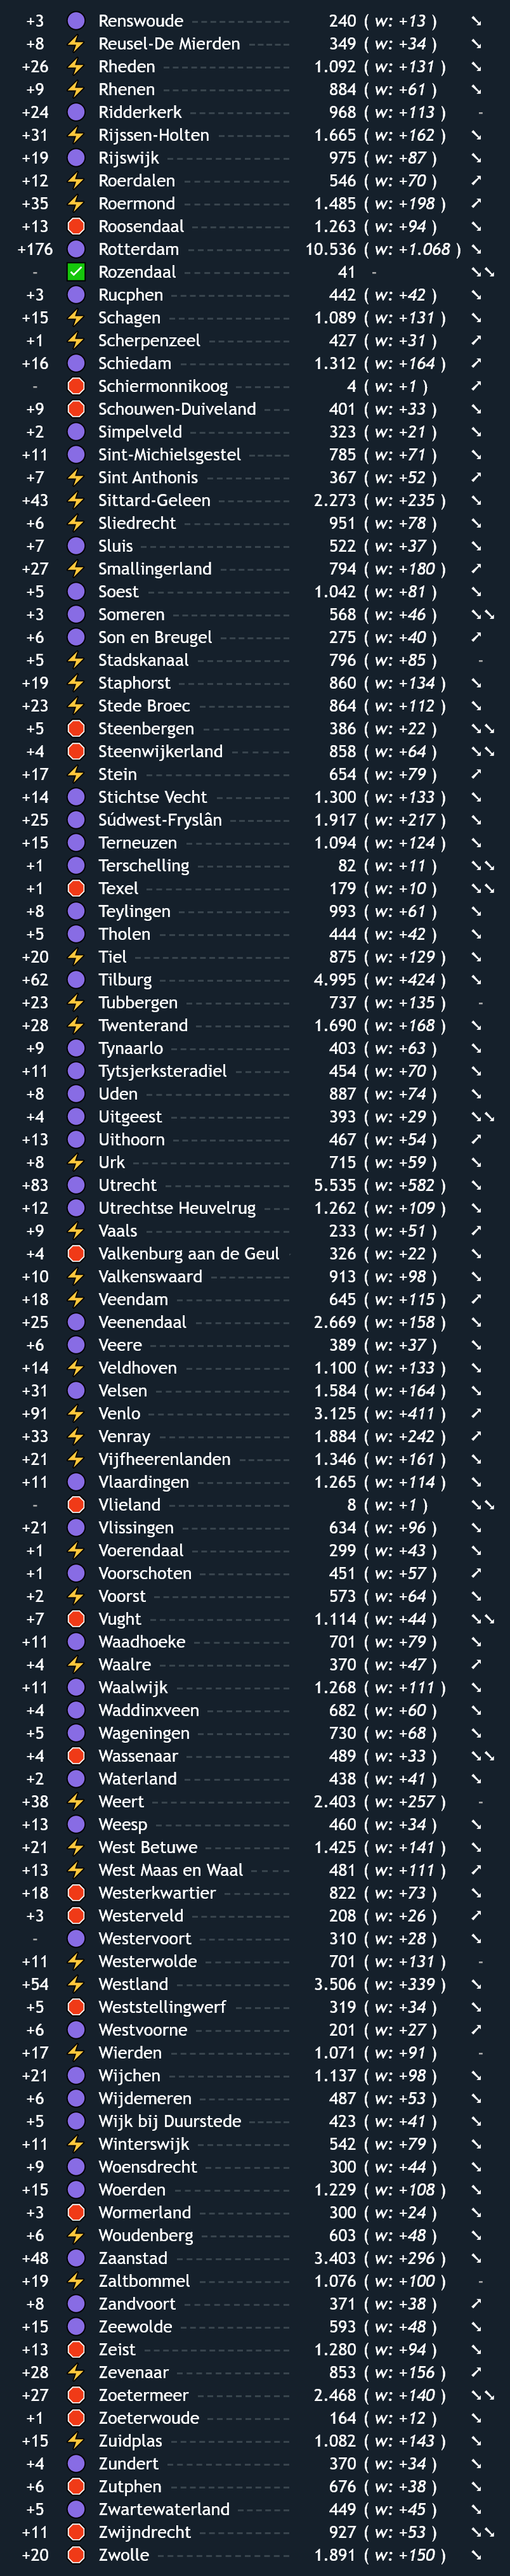 +3 Renswoude 240 ( w: +13 )
+8 Reusel-De Mierden 349 ( w: +34 )
+26 Rheden 1.092 ( w: +131 )
+9 Rhenen 884 ( w: +61 )
+24 Ridderkerk 968 ( w: +113 ) -
+31 Rijssen-Holten 1.665 ( w: +162 )
+19 Rijswijk 975 ( w: +87 )
+12 Roerdalen 546 ( w: +70 )
+35 Roermond 1.485 ( w: +198 )
+13 Roosendaal 1.263 ( w: +94 )
+176 Rotterdam 10.536 ( w: +1.068 )
- Rozendaal 41 -
+3 Rucphen 442 ( w: +42 )
+15 Schagen 1.089 ( w: +131 )
+1 Scherpenzeel 427 ( w: +31 )
+16 Schiedam 1.312 ( w: +164 )
- Schiermonnikoog 4 ( w: +1 )
+9 Schouwen-Duiveland 401 ( w: +33 )
+2 Simpelveld 323 ( w: +21 )
+11 Sint-Michielsgestel 785 ( w: +71 )
+7 Sint Anthonis 367 ( w: +52 )
+43 Sittard-Geleen 2.273 ( w: +235 )
+6 Sliedrecht 951 ( w: +78 )
+7 Sluis 522 ( w: +37 )
+27 Smallingerland 794 ( w: +180 )
+5 Soest 1.042 ( w: +81 )
+3 Someren 568 ( w: +46 )
+6 Son en Breugel 275 ( w: +40 )
+5 Stadskanaal 796 ( w: +85 ) -
+19 Staphorst 860 ( w: +134 )
+23 Stede Broec 864 ( w: +112 )
+5 Steenbergen 386 ( w: +22 )
+4 Steenwijkerland 858 ( w: +64 )
+17 Stein 654 ( w: +79 )
+14 Stichtse Vecht 1.300 ( w: +133 )
+25 Súdwest-Fryslân 1.917 ( w: +217 )
+15 Terneuzen 1.094 ( w: +124 )
+1 Terschelling 82 ( w: +11 )
+1 Texel 179 ( w: +10 )
+8 Teylingen 993 ( w: +61 )
+5 Tholen 444 ( w: +42 )
+20 Tiel 875 ( w: +129 )
+62 Tilburg 4.995 ( w: +424 )
+23 Tubbergen 737 ( w: +135 ) -
+28 Twenterand 1.690 ( w: +168 )
+9 Tynaarlo 403 ( w: +63 )
+11 Tytsjerksteradiel 454 ( w: +70 )
+8 Uden 887 ( w: +74 )
+4 Uitgeest 393 ( w: +29 )
+13 Uithoorn 467 ( w: +54 )
+8 Urk 715 ( w: +59 )
+83 Utrecht 5.535 ( w: +582 )
+12 Utrechtse Heuvelrug 1.262 ( w: +109 )
+9 Vaals 233 ( w: +51 )
+4 Valkenburg aan de Geul 326 ( w: +22 )
+10 Valkenswaard 913 ( w: +98 )
+18 Veendam 645 ( w: +115 )
+25 Veenendaal 2.669 ( w: +158 )
+6 Veere 389 ( w: +37 )
+14 Veldhoven 1.100 ( w: +133 )
+31 Velsen 1.584 ( w: +164 )
+91 Venlo 3.125 ( w: +411 )
+33 Venray 1.884 ( w: +242 )
+21 Vijfheerenlanden 1.346 ( w: +161 )
+11 Vlaardingen 1.265 ( w: +114 )
- Vlieland 8 ( w: +1 )
+21 Vlissingen 634 ( w: +96 )
+1 Voerendaal 299 ( w: +43 )
+1 Voorschoten 451 ( w: +57 )
+2 Voorst 573 ( w: +64 )
+7 Vught 1.114 ( w: +44 )
+11 Waadhoeke 701 ( w: +79 )
+4 Waalre 370 ( w: +47 )
+11 Waalwijk 1.268 ( w: +111 )
+4 Waddinxveen 682 ( w: +60 )
+5 Wageningen 730 ( w: +68 )
+4 Wassenaar 489 ( w: +33 )
+2 Waterland 438 ( w: +41 )
+38 Weert 2.403 ( w: +257 ) -
+13 Weesp 460 ( w: +34 )
+21 West Betuwe 1.425 ( w: +141 )
+13 West Maas en Waal 481 ( w: +111 )
+18 Westerkwartier 822 ( w: +73 )
+3 Westerveld 208 ( w: +26 )
- Westervoort 310 ( w: +28 )
+11 Westerwolde 701 ( w: +131 ) -
+54 Westland 3.506 ( w: +339 )
+5 Weststellingwerf 319 ( w: +34 )
+6 Westvoorne 201 ( w: +27 )
+17 Wierden 1.071 ( w: +91 ) -
+21 Wijchen 1.137 ( w: +98 )
+6 Wijdemeren 487 ( w: +53 )
+5 Wijk bij Duurstede 423 ( w: +41 )
+11 Winterswijk 542 ( w: +79 )
+9 Woensdrecht 300 ( w: +44 )
+15 Woerden 1.229 ( w: +108 )
+3 Wormerland 300 ( w: +24 )
+6 Woudenberg 603 ( w: +48 )
+48 Zaanstad 3.403 ( w: +296 )
+19 Zaltbommel 1.076 ( w: +100 ) -
+8 Zandvoort 371 ( w: +38 )
+15 Zeewolde 593 ( w: +48 )
+13 Zeist 1.280 ( w: +94 )
+28 Zevenaar 853 ( w: +156 )
+27 Zoetermeer 2.468 ( w: +140 )
+1 Zoeterwoude 164 ( w: +12 )
+15 Zuidplas 1.082 ( w: +143 )
+4 Zundert 370 ( w: +34 )
+6 Zutphen 676 ( w: +38 )
+5 Zwartewaterland 449 ( w: +45 )
+11 Zwijndrecht 927 ( w: +53 )
+20 Zwolle 1.891 ( w: +150 )